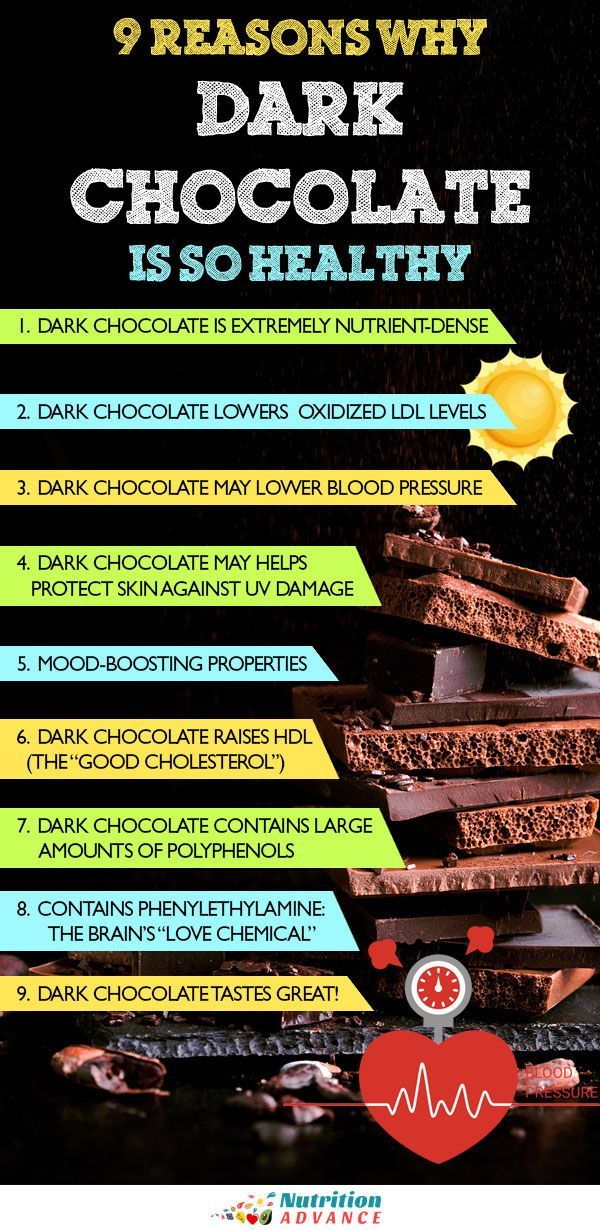 9 REASONS WHY
DARK
CHOCOLATE
IS SO HEALTHY
1. DARK CHOCOLATE IS EXTREMELY NUTRIENT-DENSE
2. DARK CHOCOLATE LOWERS OXIDIZED LDL LEVELS
3. DARK CHOCOLATE MAY LOWER BLOOD PRESSURE
4. DARK CHOCOLATE MAY HELPS
PROTECT SKIN AGAINST UV DAMAGE
5. MOOD-BOOSTING PROPERTIES
6. DARK CHOCOLATE RAISES HDL
(THE “GOOD CHOLESTEROL”)
7. DARK CHOCOLATE CONTAINS LARGE
AMOUNTS OF POLYPHENOLS
8. CONTAINS PHENYLETHYLAMINE:
THE BRAIN’S “LOVE CHEMICAL”
9. DARK CHOCOLATE TASTES GREAT!
BLOOD
PRESSURE
Nutrition
ADVANCE